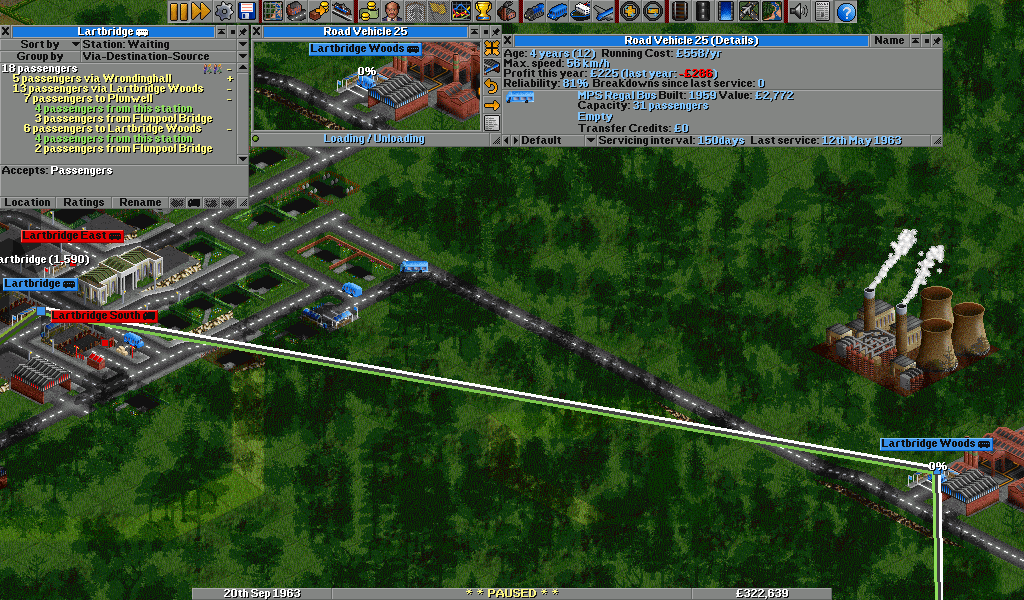 Lartbridge
Sort by
Station: Waiting
Group by
Via-Destination-Source
18 passengers
5 passengers via Wrondinghall
+
13 passengers via Lartbridge Woods
7 passengers to Plunwell
4 passengers from this station
3 passengers from Flunpool Bridge
6 passengers to Lartbridge Woods
4 passengers from this station
2 passengers from Flunpool Bridge
Accepts: Passengers
Location
Ratings
Rename
Road Vehicle 25
Lartbridge Woods
0%
Loading / Unloading
Road Vehicle 25 (Details)
Name
Age: 4 years (12) Running Cost: £558/yr
Max. speed: 56 km/h
Profit this year: £225 (last year: -£286)
Reliability: 81% Breakdowns since last service: 0
MPS Regal Bus Built: 1959 Value: £2,772
Capacity: 31 passengers
Empty
Transfer Credits: £0
Default
Servicing interval: 150days Last service: 12th May 1963
Lartbridge East
artbridge (1,590)
Lartbridge
Lartbridge South
Lartbridge Woods
0%
20th Sep 1963
* * PAUSED * *
£322,639